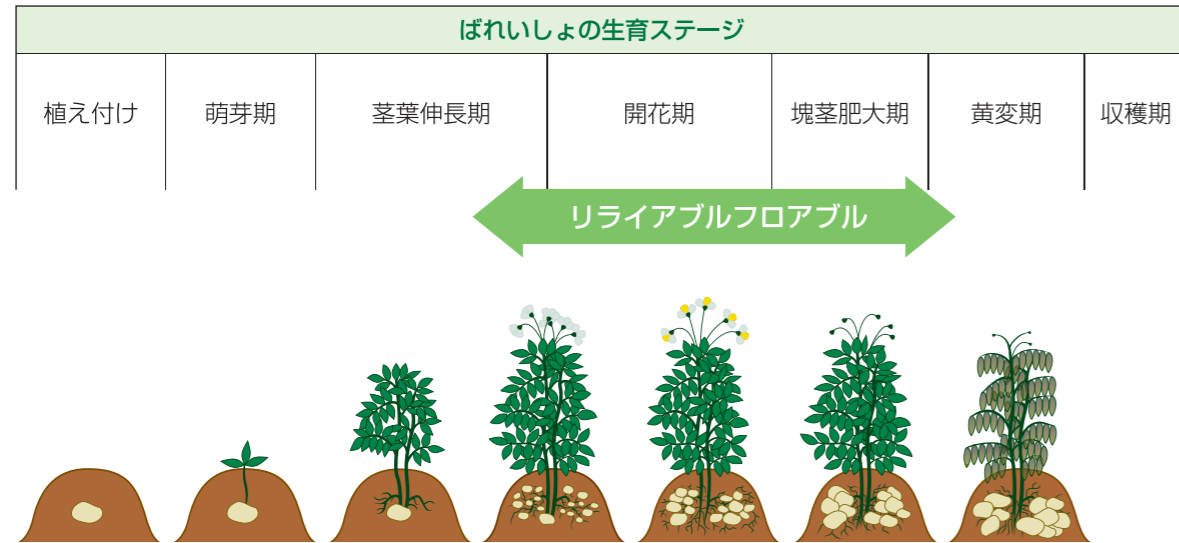 ばれいしょの生育ステージ
植え付け
萌芽期
茎葉伸長期
開花期
塊茎肥大期
黄変期
収穫期
リライアブルフロアブル